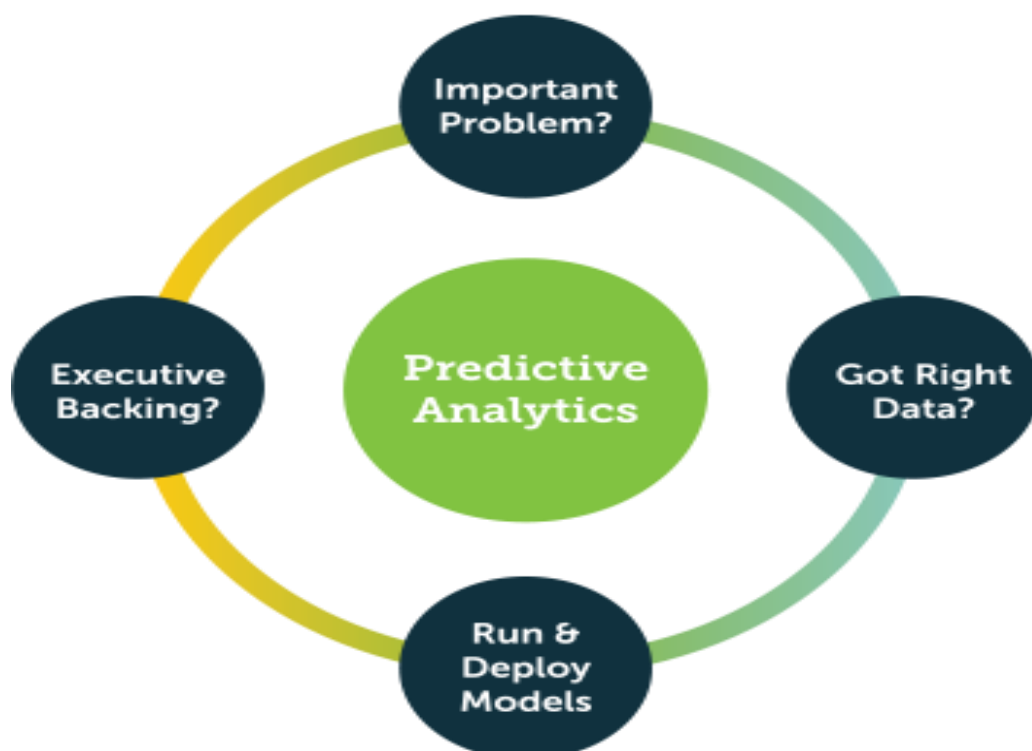 Important
Problem?
Executive
Backing?
Predictive
Analytics
Got Right
Data?
Run &
Deploy
Models